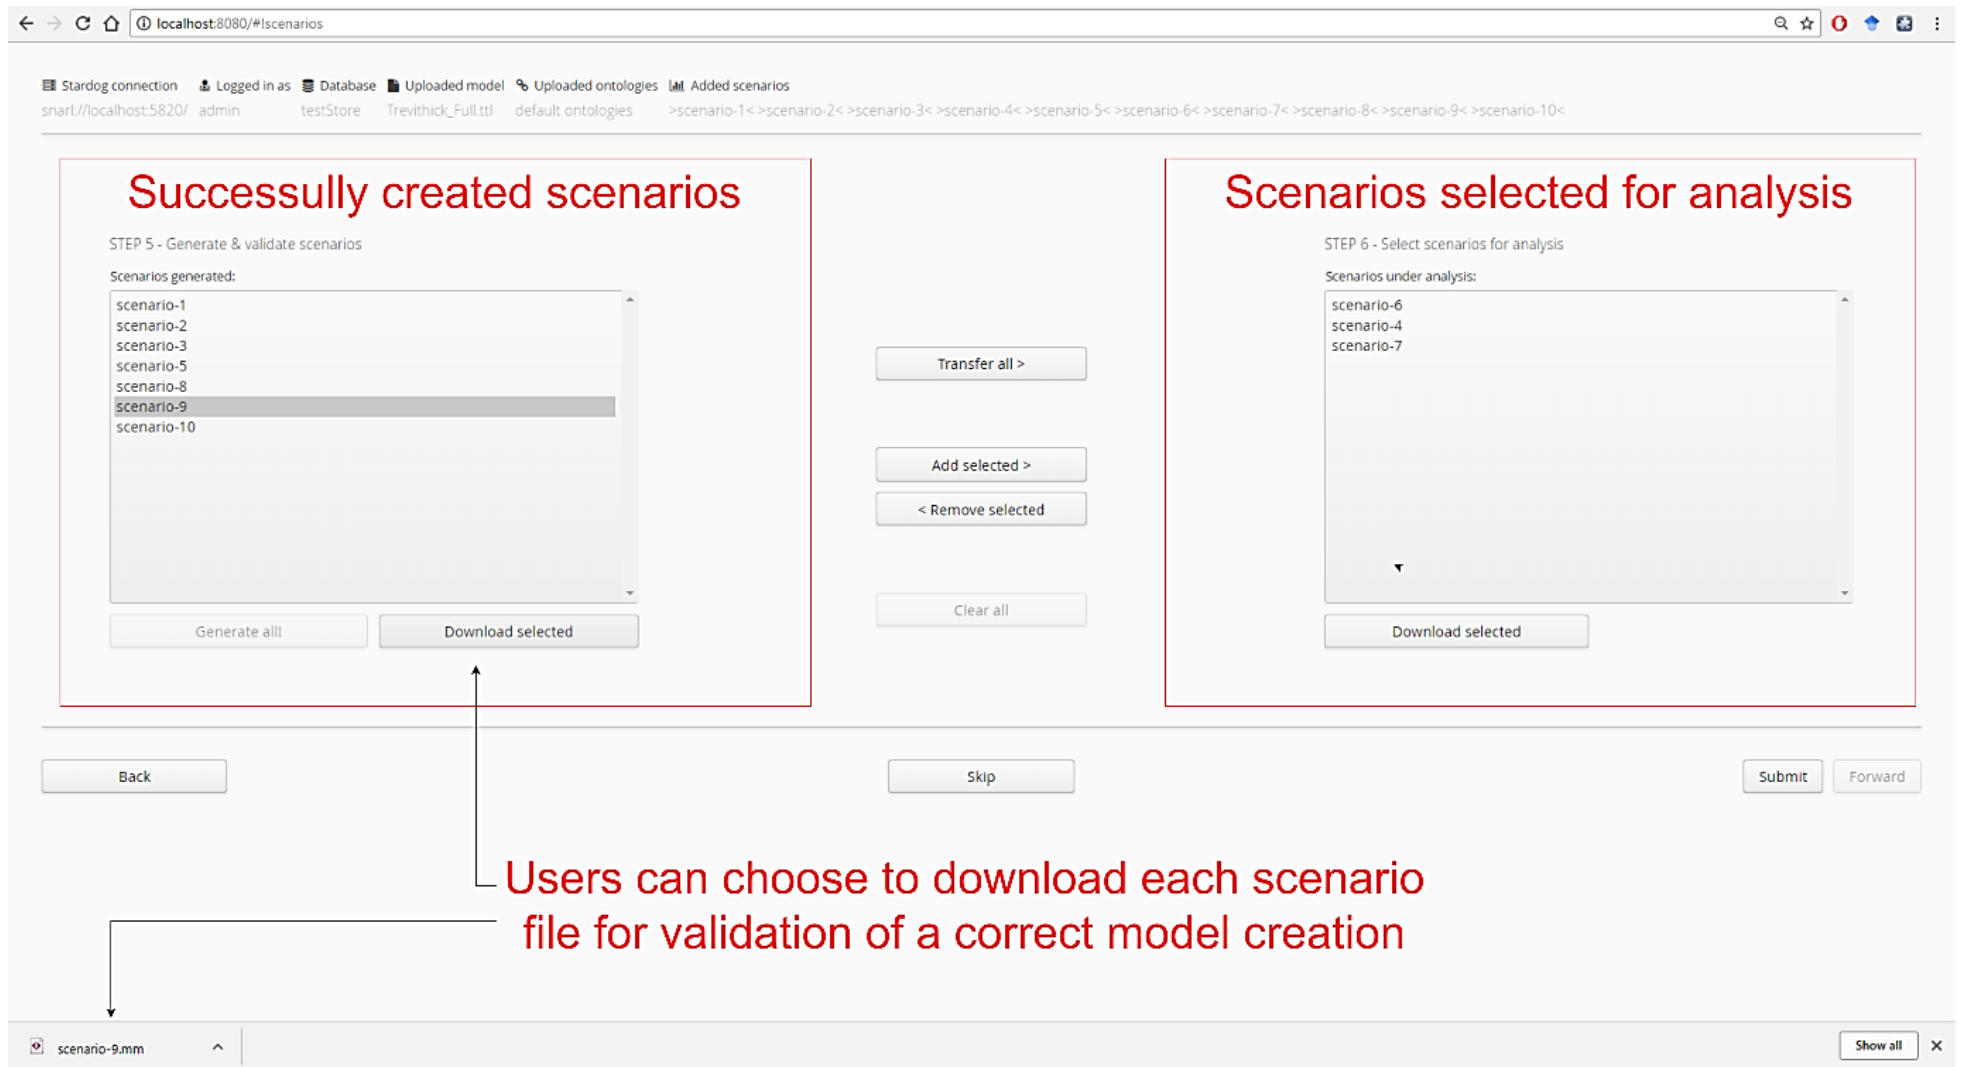 localhost:8080/#!scenarios
Stardog connection Logged in as Database Uploaded model Uploaded ontologies Added scenarios
snarl://localhost:5820/ admin testStore Trevithick_Full.ttl default ontologies >scenario-1< >scenario-2< >scenario-3< >scenario-4< >scenario-5< >scenario-6< >scenario-7< >scenario-8< >scenario-9< >scenario-10<
Successully created scenarios
STEP 5 - Generate & validate scenarios
Scenarios generated:
scenario-1
scenario-2
scenario-3
scenario-5
scenario-8
scenario-9
scenario-10
Generate all!
Download selected
Transfer all >
Add selected >
< Remove selected
Clear all
Scenarios selected for analysis
STEP 6 - Select scenarios for analysis
Scenarios under analysis:
scenario-6
scenario-4
scenario-7
Download selected
Back
Skip
Submit
Forward
Users can choose to download each scenario
file for validation of a correct model creation
scenario-9.mm
Show all